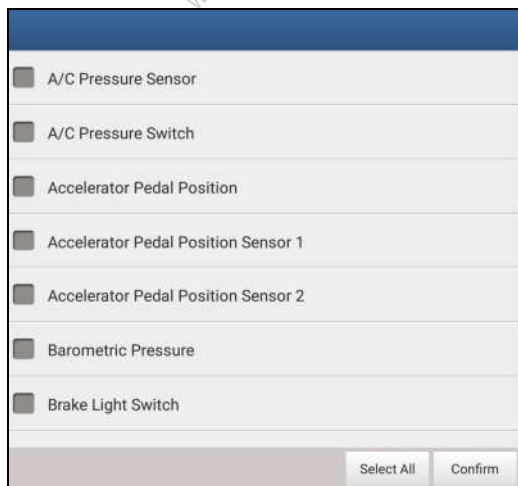 A/C Pressure Sensor
A/C Pressure Switch
Accelerator Pedal Position
Accelerator Pedal Position Sensor 1
Accelerator Pedal Position Sensor 2
Barometric Pressure
Brake Light Switch
Select All Confirm